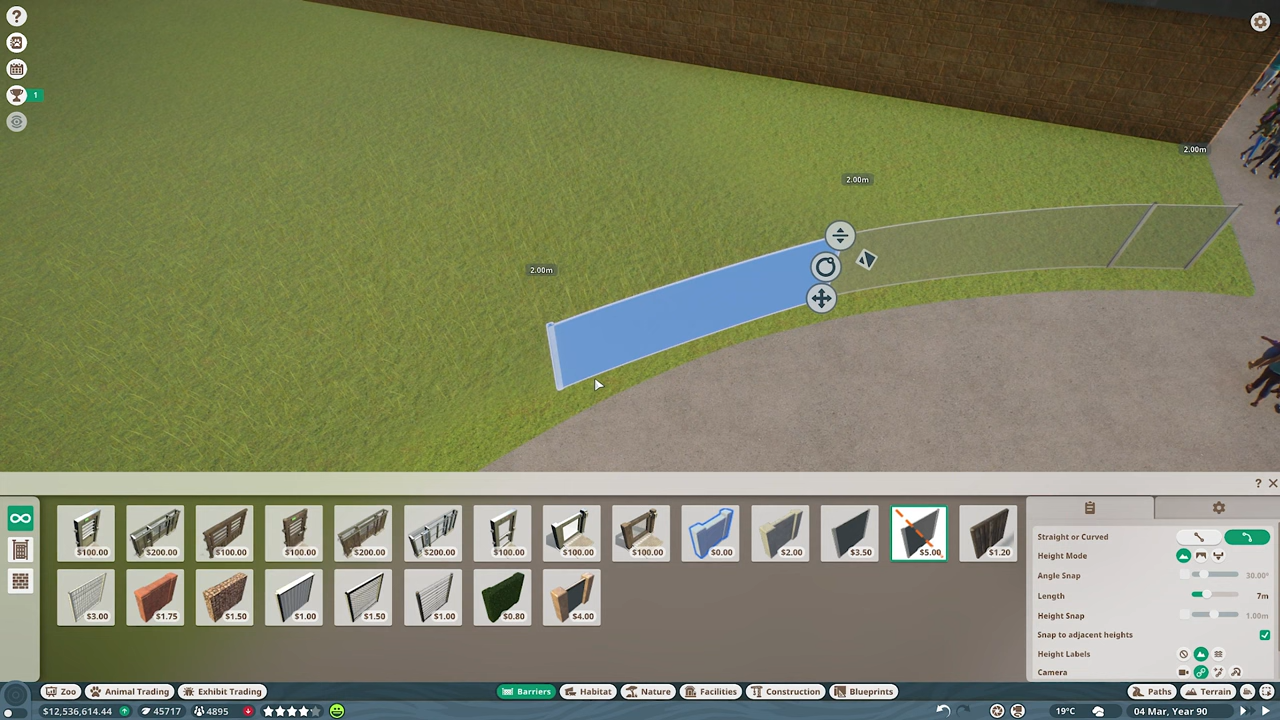 ?
1
2.00m
2.00m
2.00m
? ×
$100.00 $200.00 $100.00 $100.00 $200.00 $200.00 $100.00 $100.00 $100.00 $0.00 $2.00 $3.50 $5.00 $1.20
$3.00 $1.75 $1.50 $1.00 $1.50 $1.00 $0.80 $4.00
Straight or Curved
Height Mode
Angle Snap 30.00°
Length 7m
Height Snap 1.00m
Snap to adjacent heights
Height Labels
Camera
Zoo Animal Trading Exhibit Trading Barriers Habitat Nature Facilities Construction Blueprints Paths Terrain
$12,536,614.44 45717 4895 19°C 04 Mar, Year 90